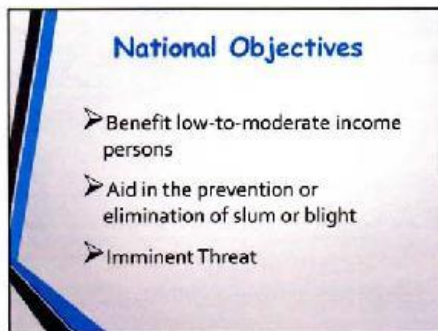 National Objectives
➢Benefit low-to-moderate income
persons
➢Aid in the prevention or
elimination of slum or blight
➢Imminent Threat